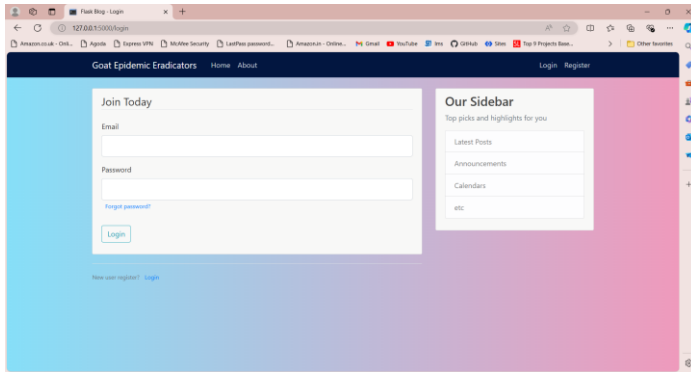 Flask Blog - Login
127.0.0.1:5000/login
Amazon.co.uk - Onli... Agoda Express VPN McAfee Security LastPass password... Amazon.in - Online... Gmail YouTube Ims GitHub Sites Top 9 Projects Base... Other favorites
Goat Epidemic Eradicators Home About Login Register
Join Today
Email
Password
Forgot password?
Login
New user register? Login
Our Sidebar
Top picks and highlights for you
Latest Posts
Announcements
Calendars
etc